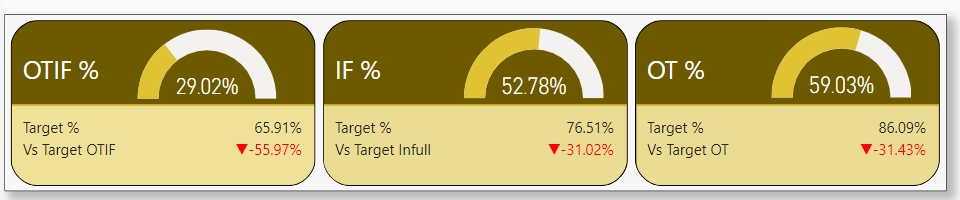 OTIF %
29.02%
Target % 65.91%
Vs Target OTIF ▼-55.97%
IF %
52.78%
Target % 76.51%
Vs Target Infull ▼-31.02%
OT %
59.03%
Target % 86.09%
Vs Target OT ▼-31.43%